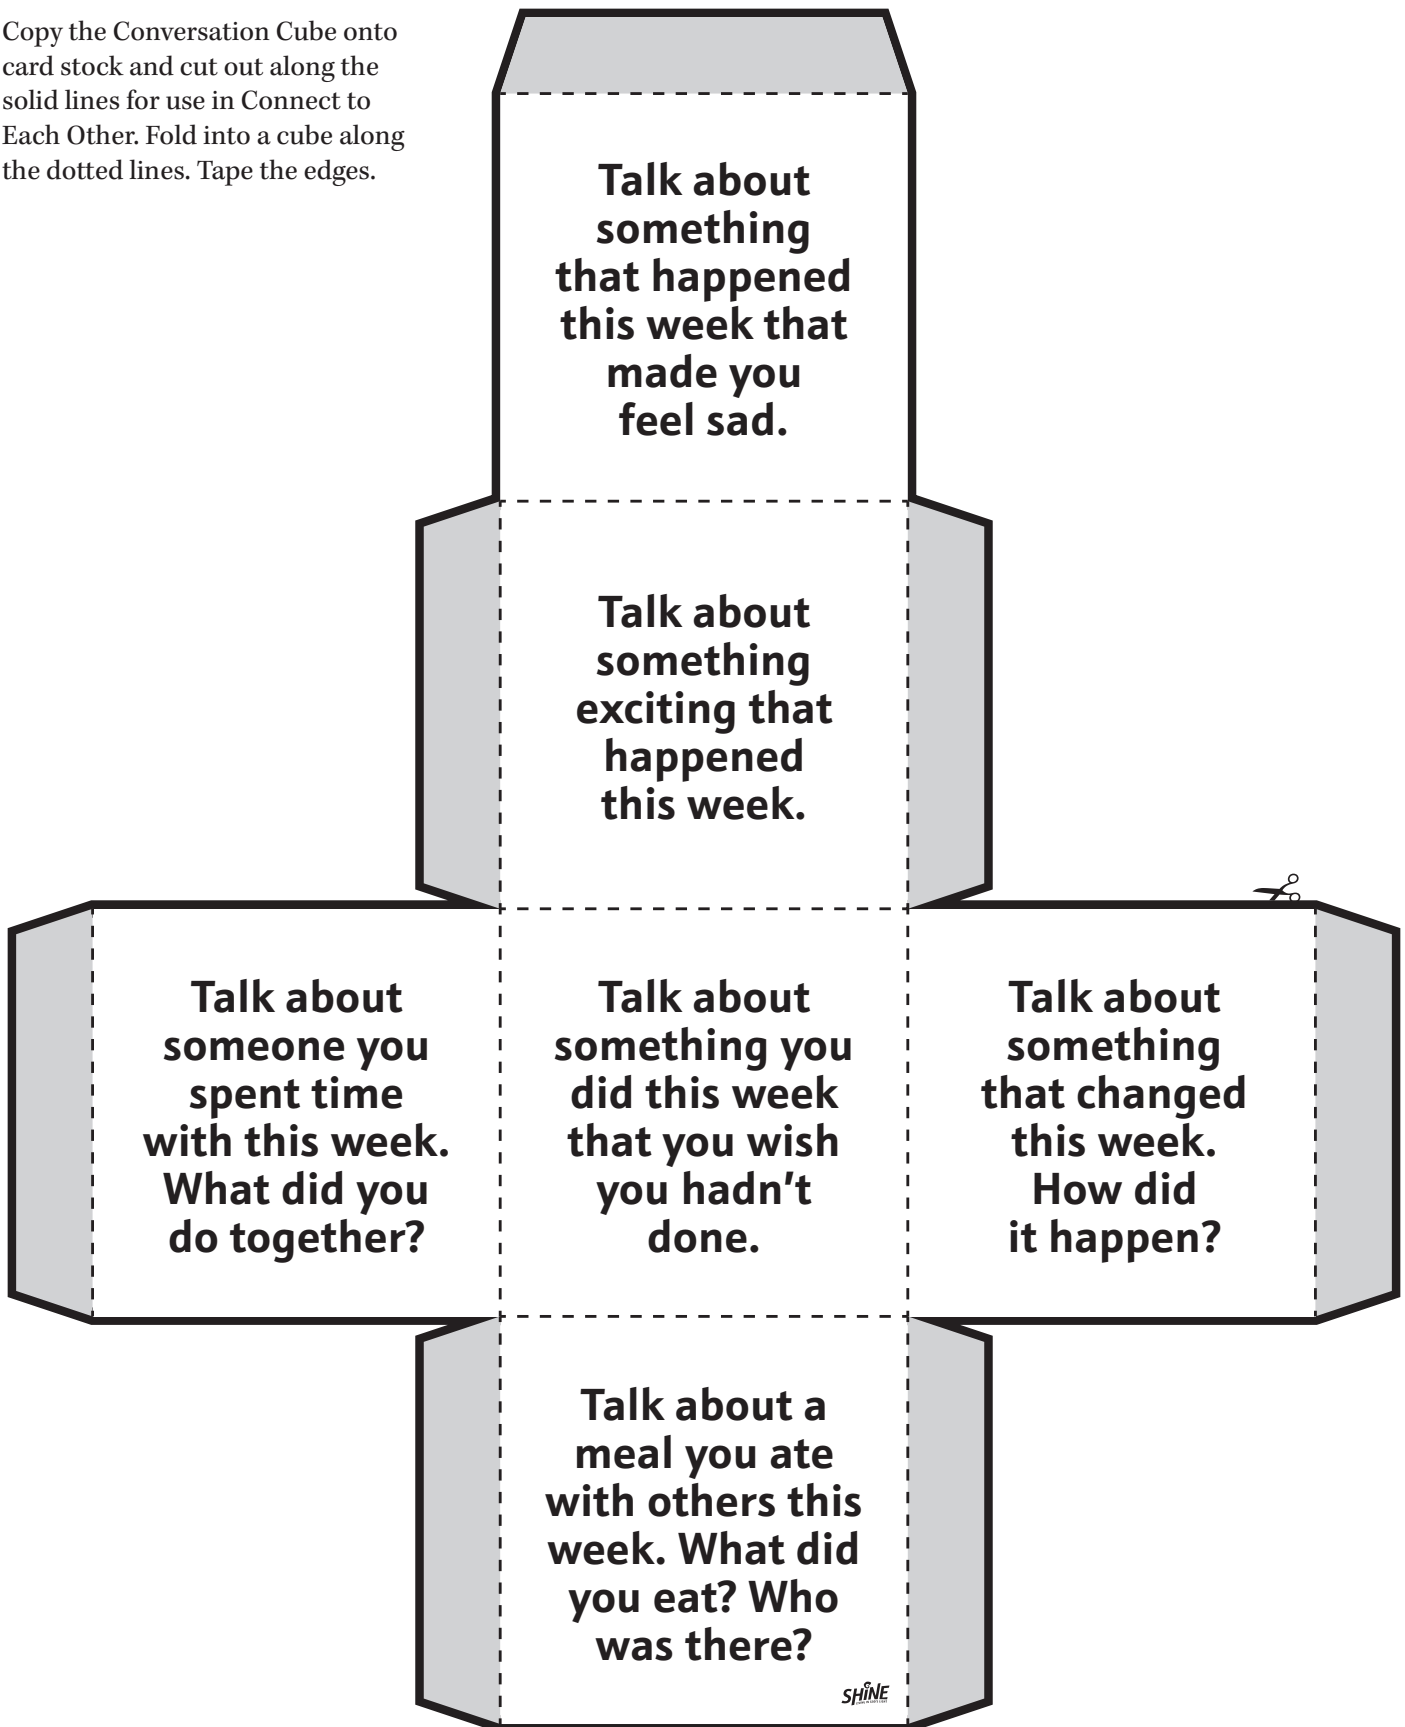 Copy the Conversation Cube onto
card stock and cut out along the
solid lines for use in Connect to
Each Other. Fold into a cube along
the dotted lines. Tape the edges.
Talk about
something
that happened
this week that
made you
feel sad.
Talk about
something
exciting that
happened
this week.
Talk about
someone you
spent time
with this week.
What did you
do together?
Talk about
something you
did this week
that you wish
you hadn't
done.
Talk about
something
that changed
this week.
How did
it happen?
Talk about a
meal you ate
with others this
week. What did
you eat? Who
was there?
SHiNE